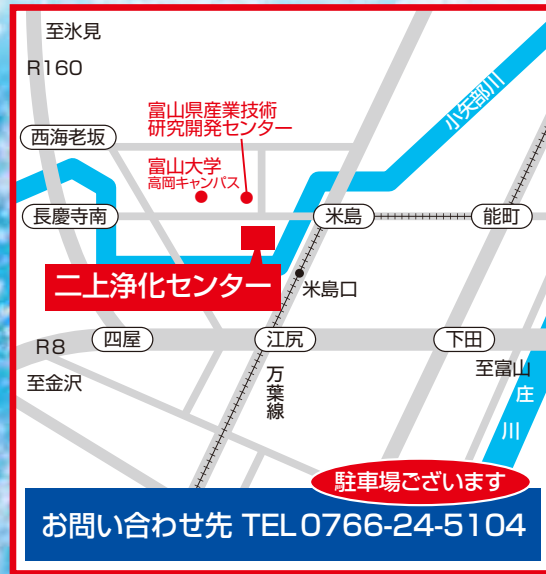 至氷見
R160
小矢部川
富山県産業技術
研究開発センター
西海老坂
富山大学
高岡キャンパス
長慶寺南
米島
能町
二上浄化センター
米島口
R8
四屋
江尻
下田
至金沢
万葉線
至富山
庄川
駐車場ございます
お問い合わせ先 TEL0766-24-5104